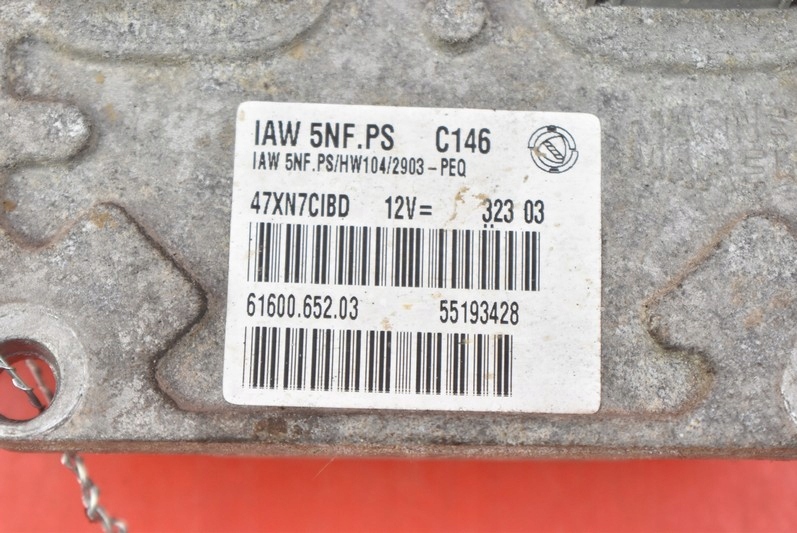 IAW 5NF.PS C146
IAW 5NF.PS/HW104/2903-PEQ
47XN7CIBD 12V= 323 03
61600.652.03 55193428